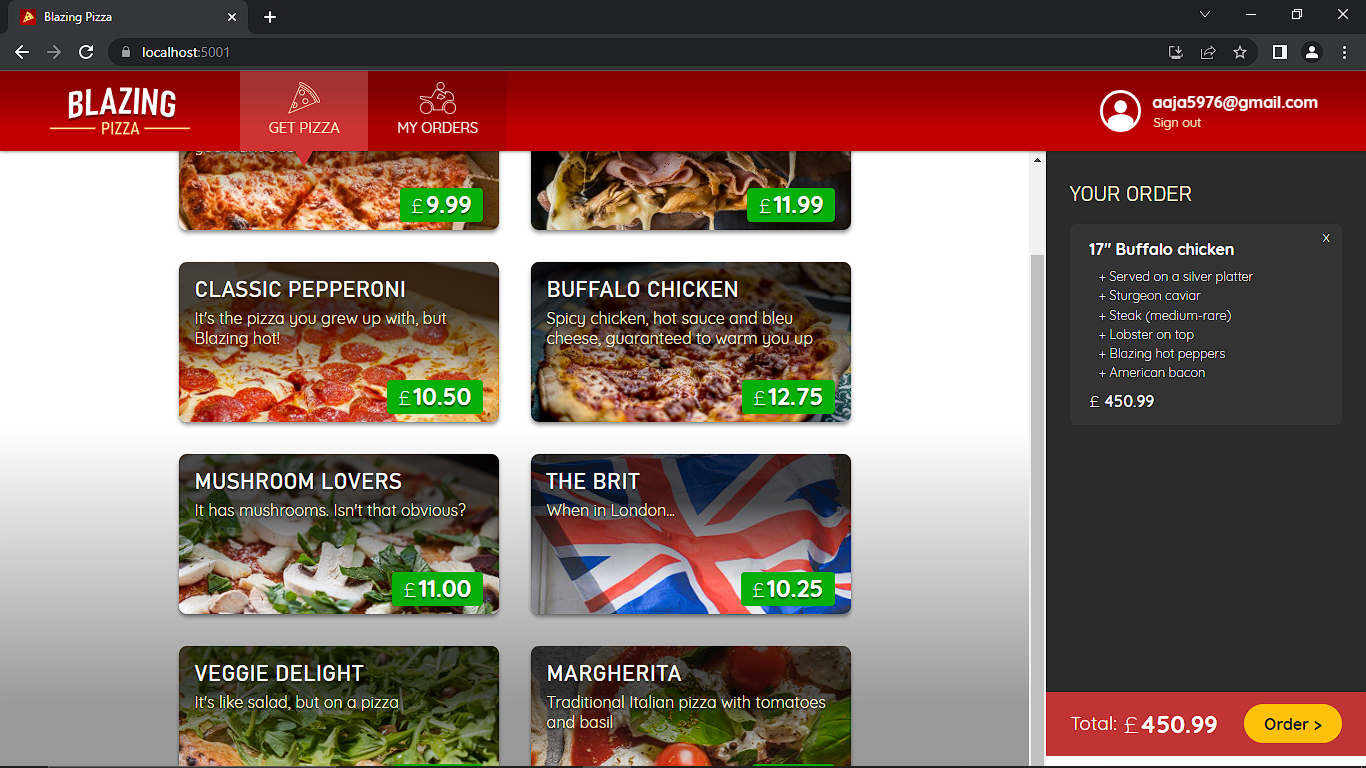 Blazing Pizza
localhost:5001
BLAZING
PIZZA
GET PIZZA
MY ORDERS
aaja5976@gmail.com
Sign out
£9.99
£11.99
CLASSIC PEPPERONI
It's the pizza you grew up with, but
Blazing hot!
£10.50
BUFFALO CHICKEN
Spicy chicken, hot sauce and bleu
cheese, guaranteed to warm you up
£12.75
MUSHROOM LOVERS
It has mushrooms. Isn't that obvious?
£11.00
THE BRIT
When in London...
£10.25
VEGGIE DELIGHT
It's like salad, but on a pizza
MARGHERITA
Traditional Italian pizza with tomatoes
and basil
YOUR ORDER
x
17" Buffalo chicken
+ Served on a silver platter
+ Sturgeon caviar
+ Steak (medium-rare)
+ Lobster on top
+ Blazing hot peppers
+ American bacon
£ 450.99
Total: £450.99
Order >